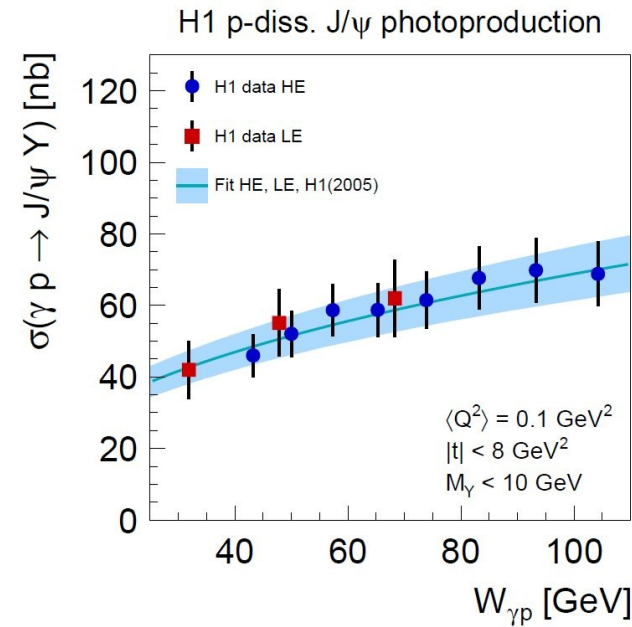 H1 p-diss. J/ψ photoproduction
σ(γ p → J/ψ Y) [nb]
120
100
80
60
40
20
0
H1 data HE
H1 data LE
Fit HE, LE, H1(2005)
⟨Q²⟩ = 0.1 GeV²
|t| < 8 GeV²
M_Y < 10 GeV
40 60 80 100
W_γp [GeV]